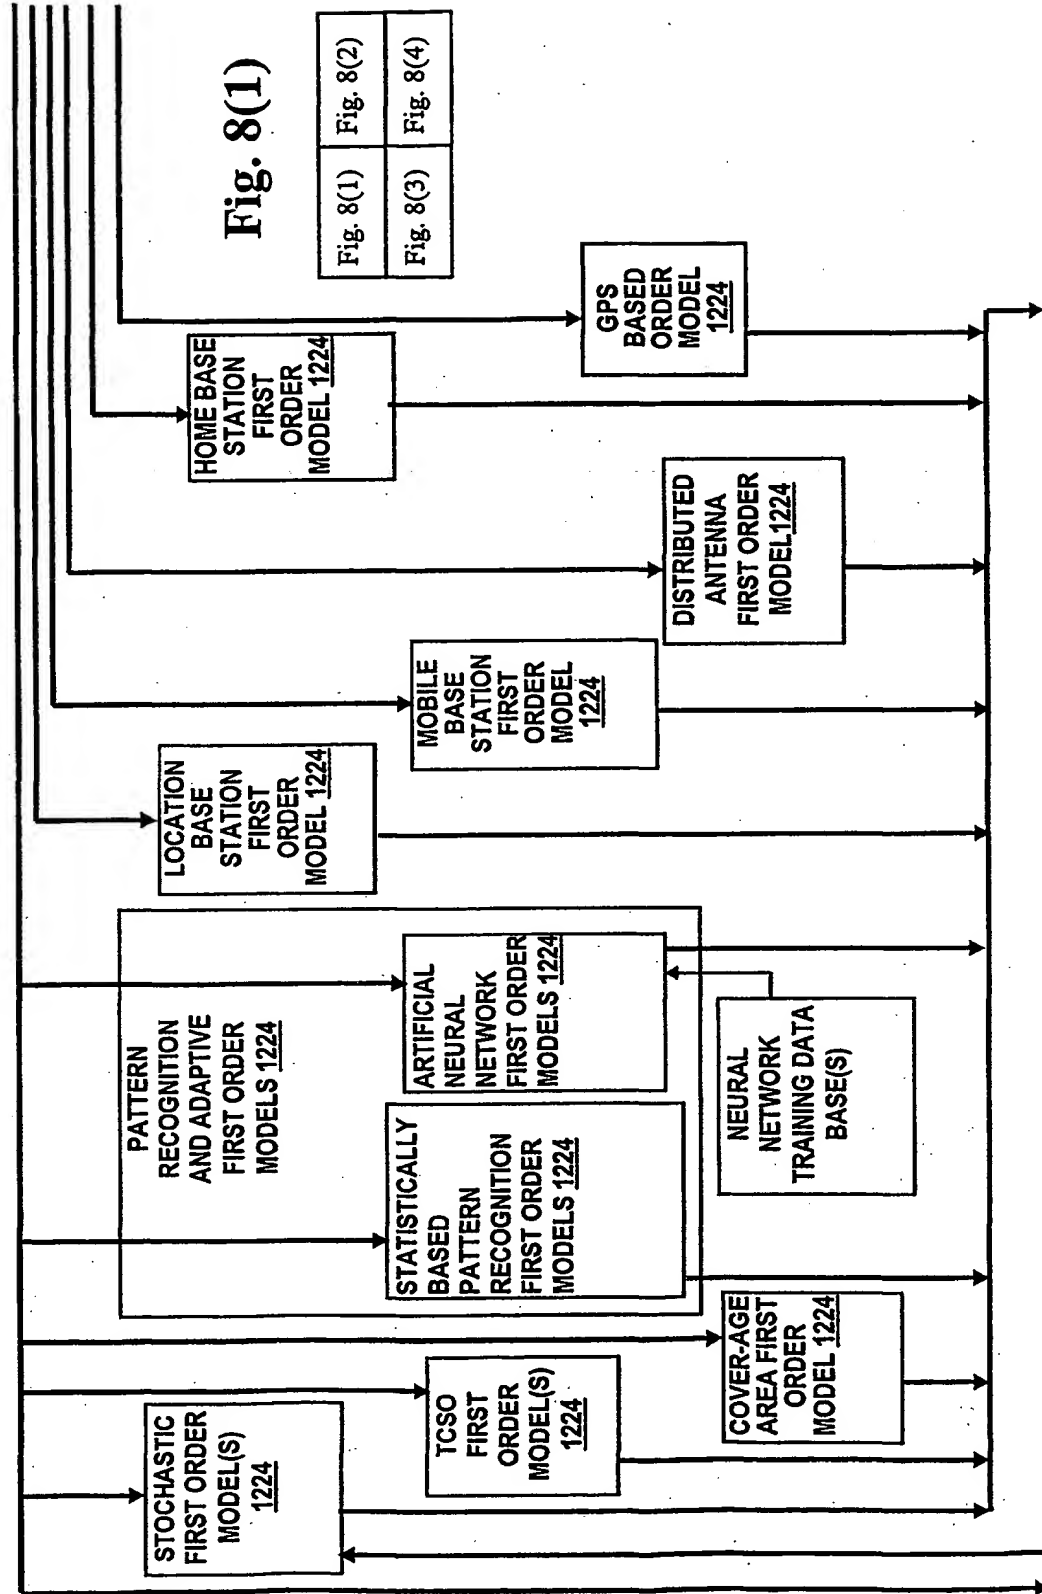 Fig. 8(1)
Fig. 8(1) Fig. 8(2)
Fig. 8(3) Fig. 8(4)
STOCHASTIC
FIRST ORDER
MODEL(S)
1224
TCSO
FIRST
ORDER
MODEL(S)
1224
COVER-AGE
AREA FIRST
ORDER
MODEL 1224
PATTERN
RECOGNITION
AND ADAPTIVE
FIRST ORDER
MODELS 1224
STATISTICALLY
BASED
PATTERN
RECOGNITION
FIRST ORDER
MODELS 1224
ARTIFICIAL
NEURAL
NETWORK
FIRST ORDER
MODELS 1224
NEURAL
NETWORK
TRAINING DATA
BASE(S)
LOCATION
BASE
STATION
FIRST
ORDER
MODEL 1224
MOBILE
BASE
STATION
FIRST
ORDER
MODEL
1224
DISTRIBUTED
ANTENNA
FIRST ORDER
MODEL1224
HOME BASE
STATION
FIRST
ORDER
MODEL 1224
GPS
BASED
ORDER
MODEL
1224